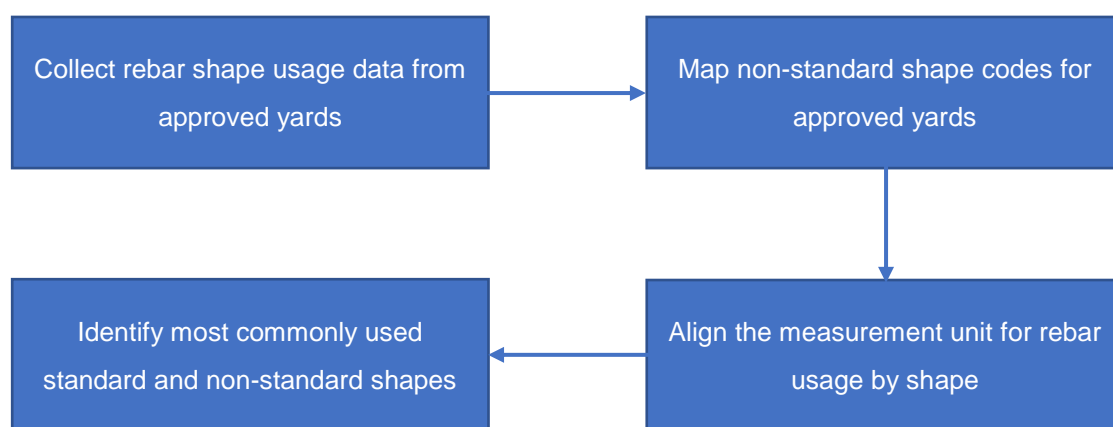 Collect rebar shape usage data from
approved yards
Map non-standard shape codes for
approved yards
Align the measurement unit for rebar
usage by shape
Identify most commonly used
standard and non-standard shapes